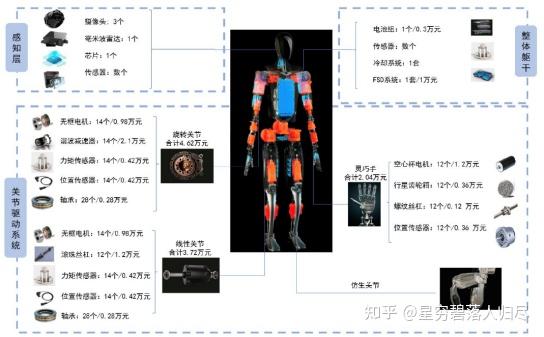 感知层
摄像头：3个
毫米波雷达：1个
芯片：1个
传感器：数个
电池组：1个/0.3万元
传感器：数个
冷却系统：1套
FSD系统：1套/1万元
整体躯干
关节驱动系统
无框电机：14个/0.98万元
谐波减速器：14个/2.1万元
力矩传感器：14个/0.42万元
位置传感器：14个/0.42万元
轴承：28个/0.28万元
旋转关节
合计4.62万元
无框电机：14个/0.98万元
滚珠丝杠：12个/1.2万元
力矩传感器：14个/0.42万元
位置传感器：14个/0.42万元
轴承：28个/0.28万元
线性关节
合计3.72万元
灵巧手
合计2.04万元
空心杯电机：12个/1.2万元
行星齿轮箱：12个/0.36万元
螺纹丝杠：12个/0.12 万元
位置传感器：12个/0.36 万元
仿生关节
知乎 @星穷碧落人归尽